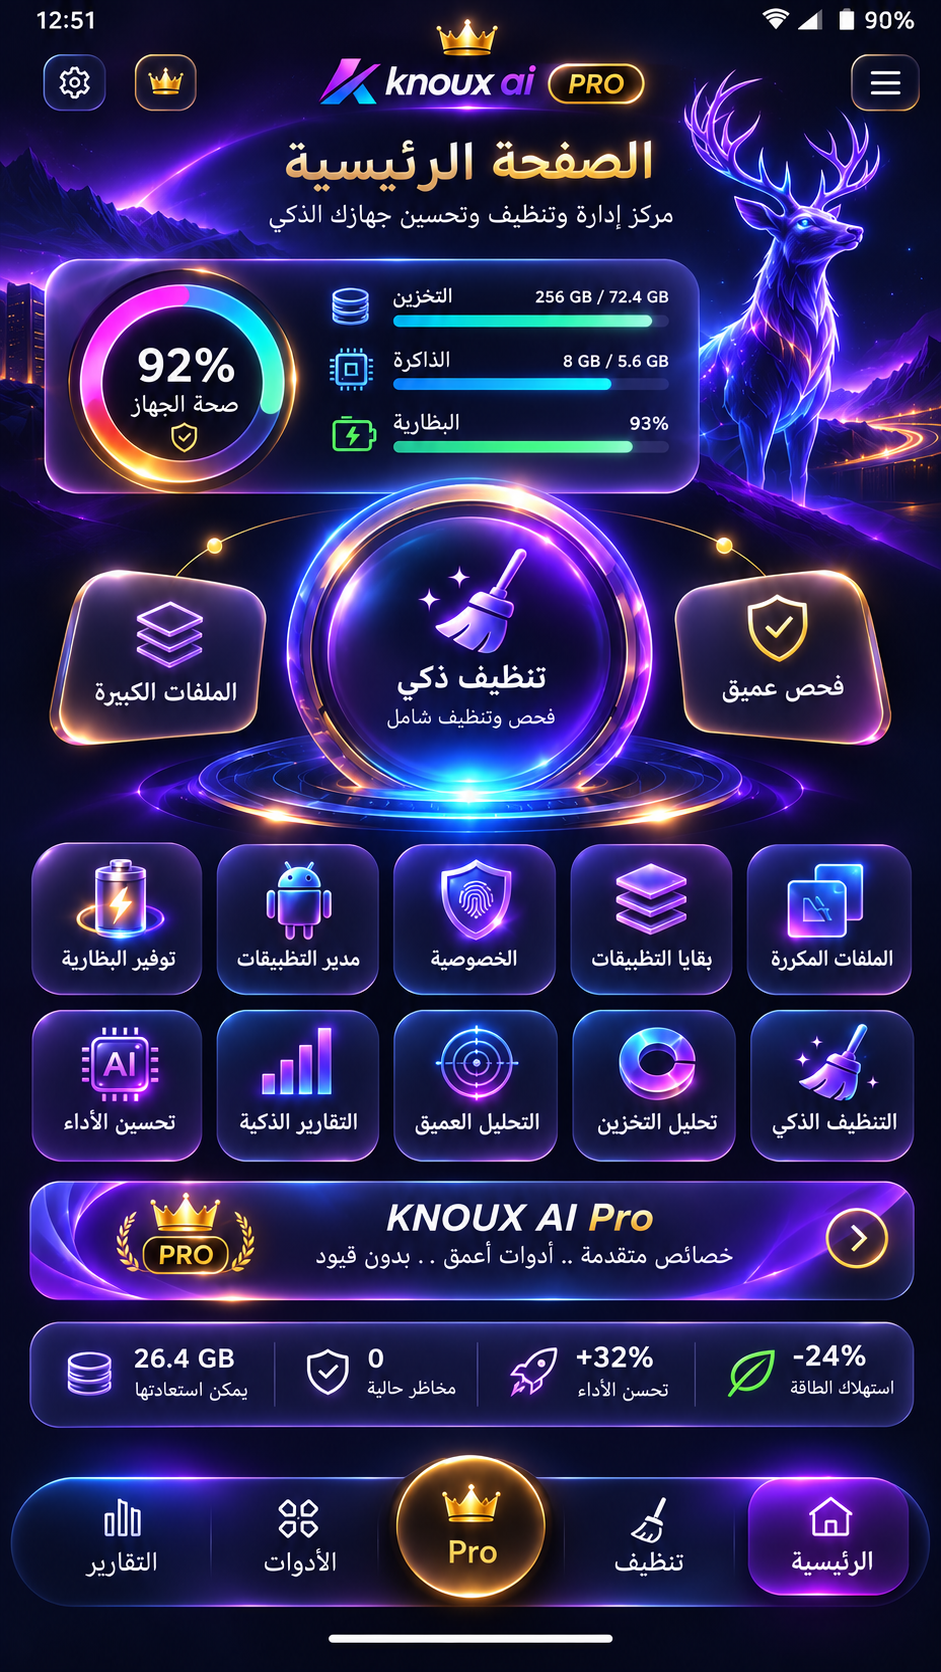 12:51
90%
knoux ai PRO
الصفحة الرئيسية
مركز إدارة وتنظيف وتحسين جهازك الذكي
92%
صحة الجهاز
التخزين
256 GB / 72.4 GB
الذاكرة
8 GB / 5.6 GB
البطارية
93%
فحص عميق
تنظيف ذكي
فحص وتنظيف شامل
الملفات الكبيرة
الملفات المكررة
بقايا التطبيقات
الخصوصية
مدير التطبيقات
توفير البطارية
التنظيف الذكي
تحليل التخزين
التحليل العميق
التقارير الذكية
AI
تحسين الأداء
KNOUX AI Pro
خصائص متقدمة .. أدوات أعمق . . بدون قيود
PRO
-24%
استهلاك الطاقة
+32%
تحسن الأداء
0
مخاطر حالية
26.4 GB
يمكن استعادتها
الرئيسية
تنظيف
Pro
الأدوات
التقارير